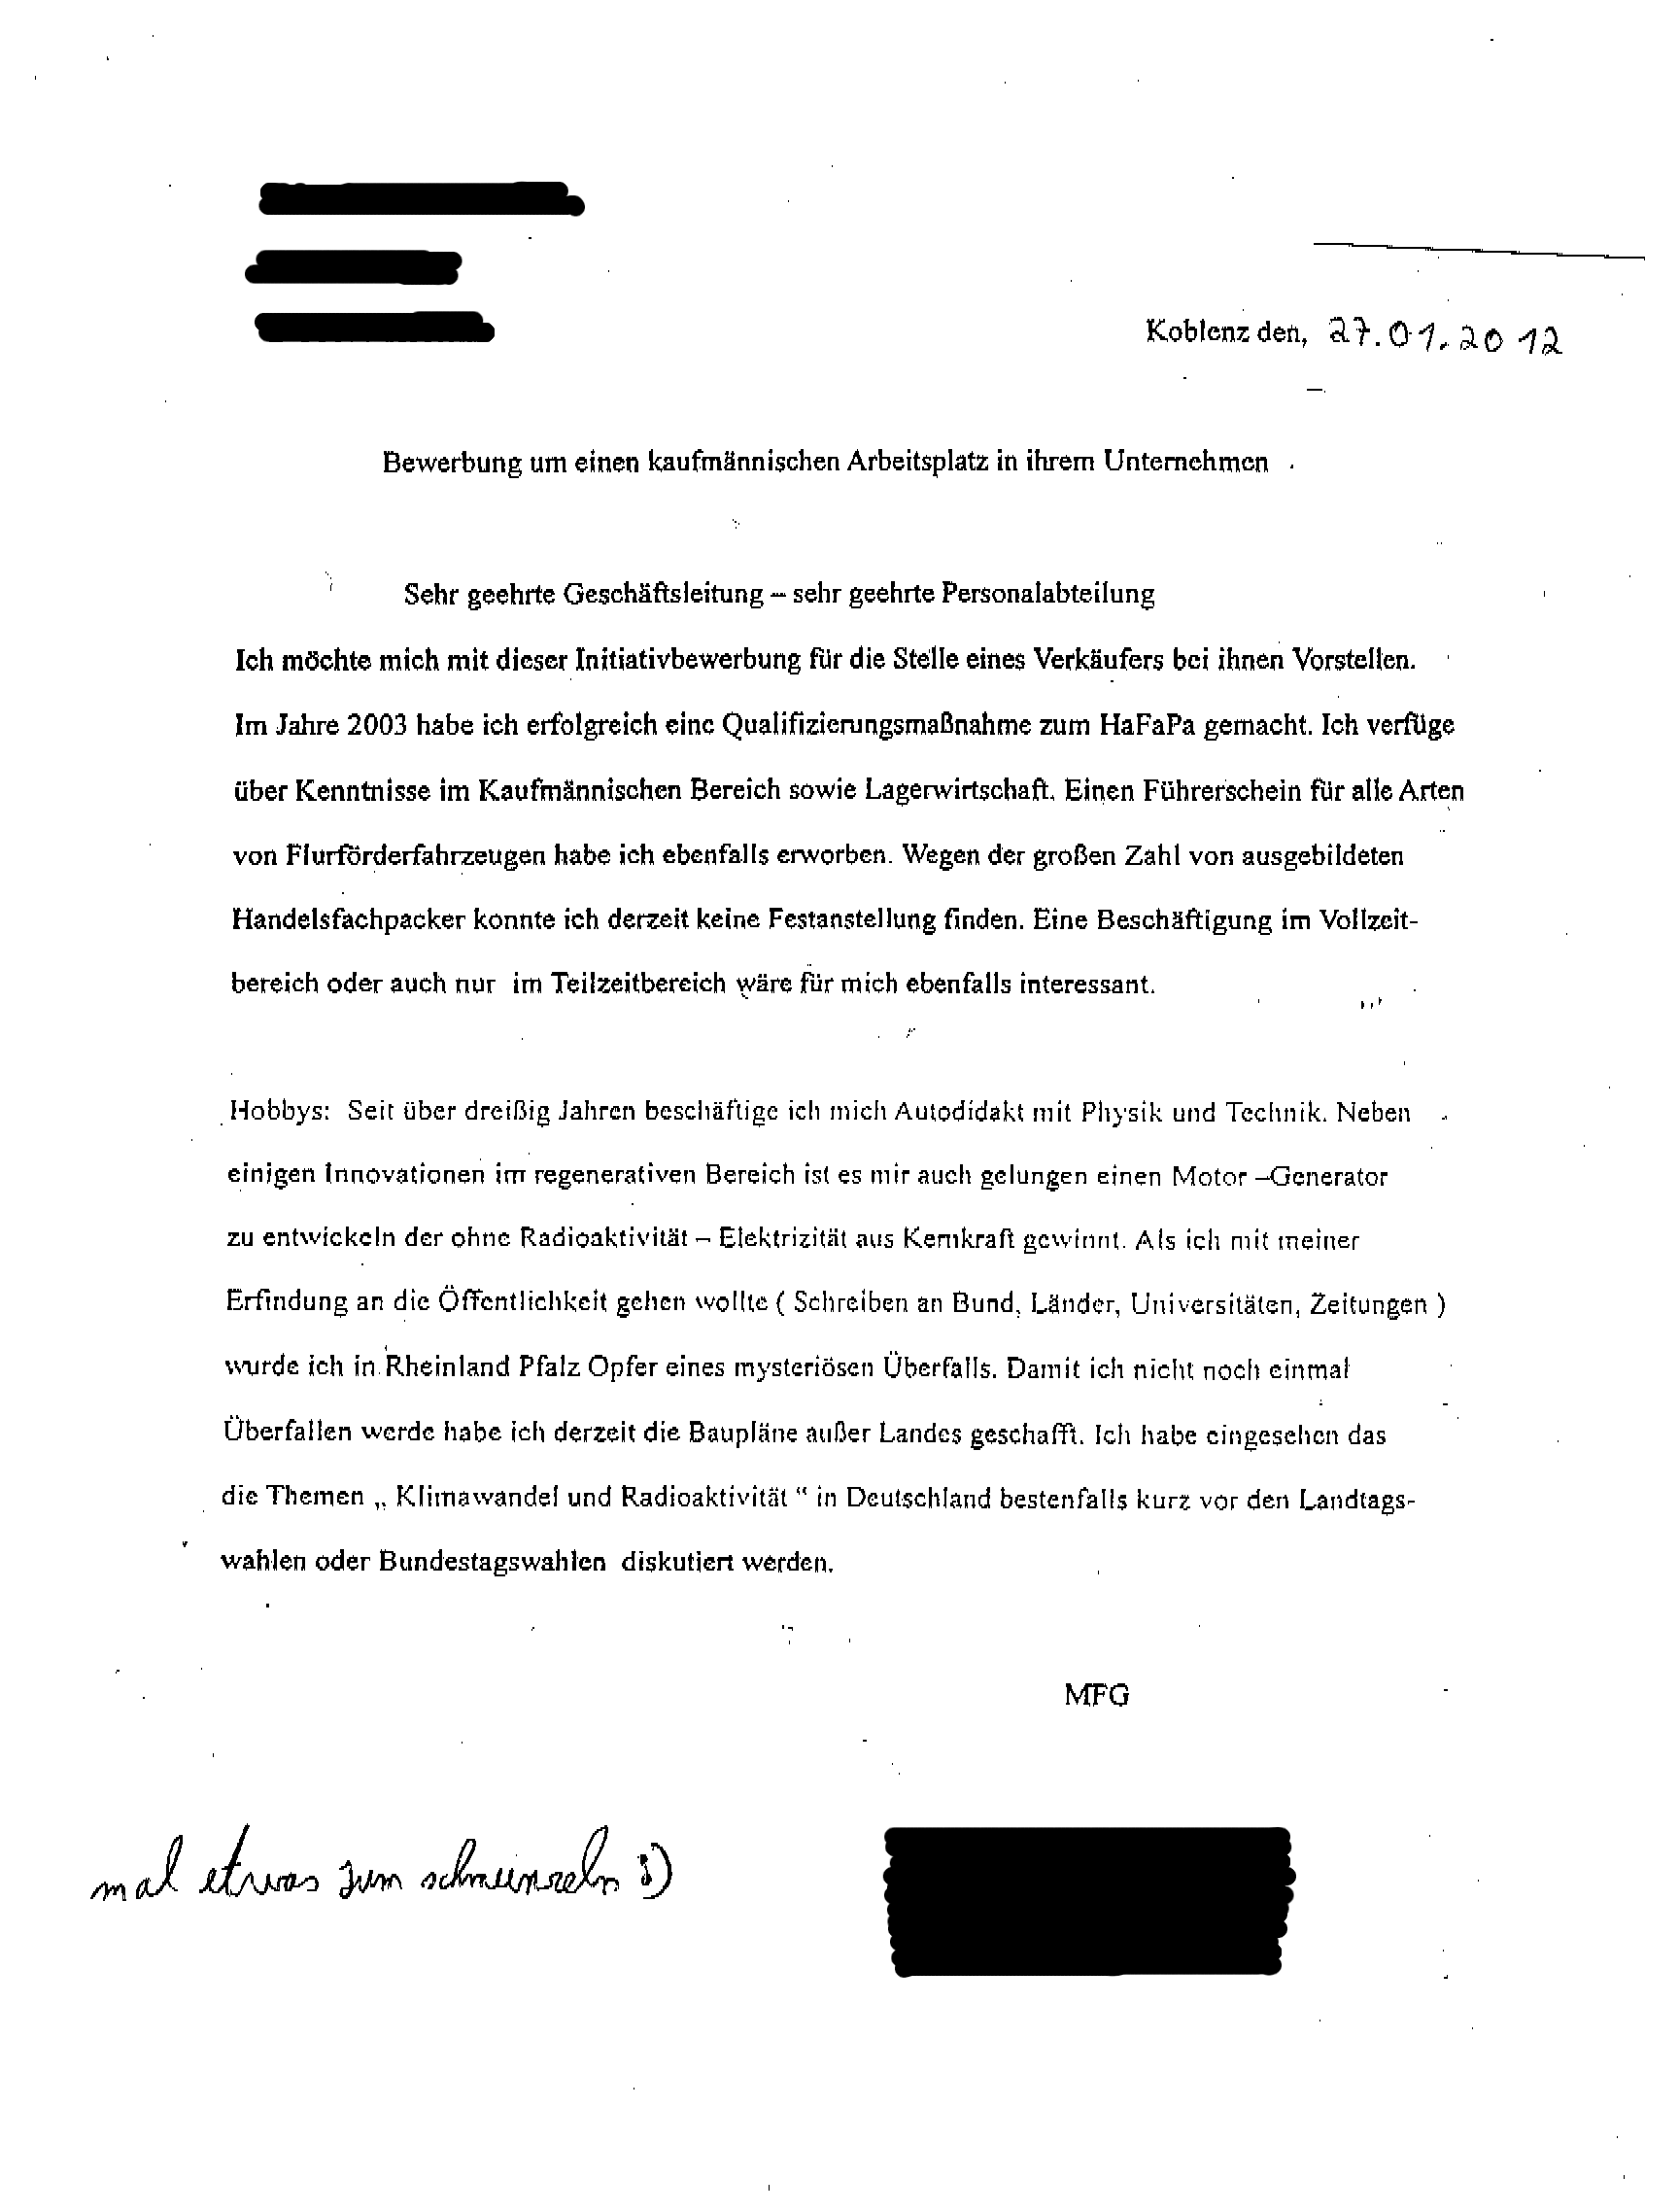 Koblenz den, 27.01.2012
Bewerbung um einen kaufmännischen Arbeitsplatz in ihrem Unternehmen
Sehr geehrte Geschäftsleitung – sehr geehrte Personalabteilung
Ich möchte mich mit dieser Initiativbewerbung für die Stelle eines Verkäufers bei ihnen Vorstellen.
Im Jahre 2003 habe ich erfolgreich eine Qualifizierungsmaßnahme zum HaFaPa gemacht. Ich verfüge
über Kenntnisse im Kaufmännischen Bereich sowie Lagerwirtschaft. Einen Führerschein für alle Arten
von Flurförderfahrzeugen habe ich ebenfalls erworben. Wegen der großen Zahl von ausgebildeten
Handelsfachpacker konnte ich derzeit keine Festanstellung finden. Eine Beschäftigung im Vollzeit-
bereich oder auch nur im Teilzeitbereich wäre für mich ebenfalls interessant.
Hobbys: Seit über dreißig Jahren beschäftige ich mich Autodidakt mit Physik und Technik. Neben
einigen Innovationen im regenerativen Bereich ist es mir auch gelungen einen Motor –Generator
zu entwickeln der ohne Radioaktivität – Elektrizität aus Kernkraft gewinnt. Als ich mit meiner
Erfindung an die Öffentlichkeit gehen wollte ( Schreiben an Bund, Länder, Universitäten, Zeitungen )
wurde ich in Rheinland Pfalz Opfer eines mysteriösen Überfalls. Damit ich nicht noch einmal
Überfallen werde habe ich derzeit die Baupläne außer Landes geschafft. Ich habe eingesehen das
die Themen „ Klimawandel und Radioaktivität “ in Deutschland bestenfalls kurz vor den Landtags-
wahlen oder Bundestagswahlen diskutiert werden.
MFG
mal etwas zum schmunzeln :)